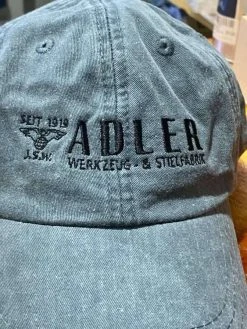 SEIT 1919
ADLER
J.S.W.
WERKZEUG - & STIELFABRIK